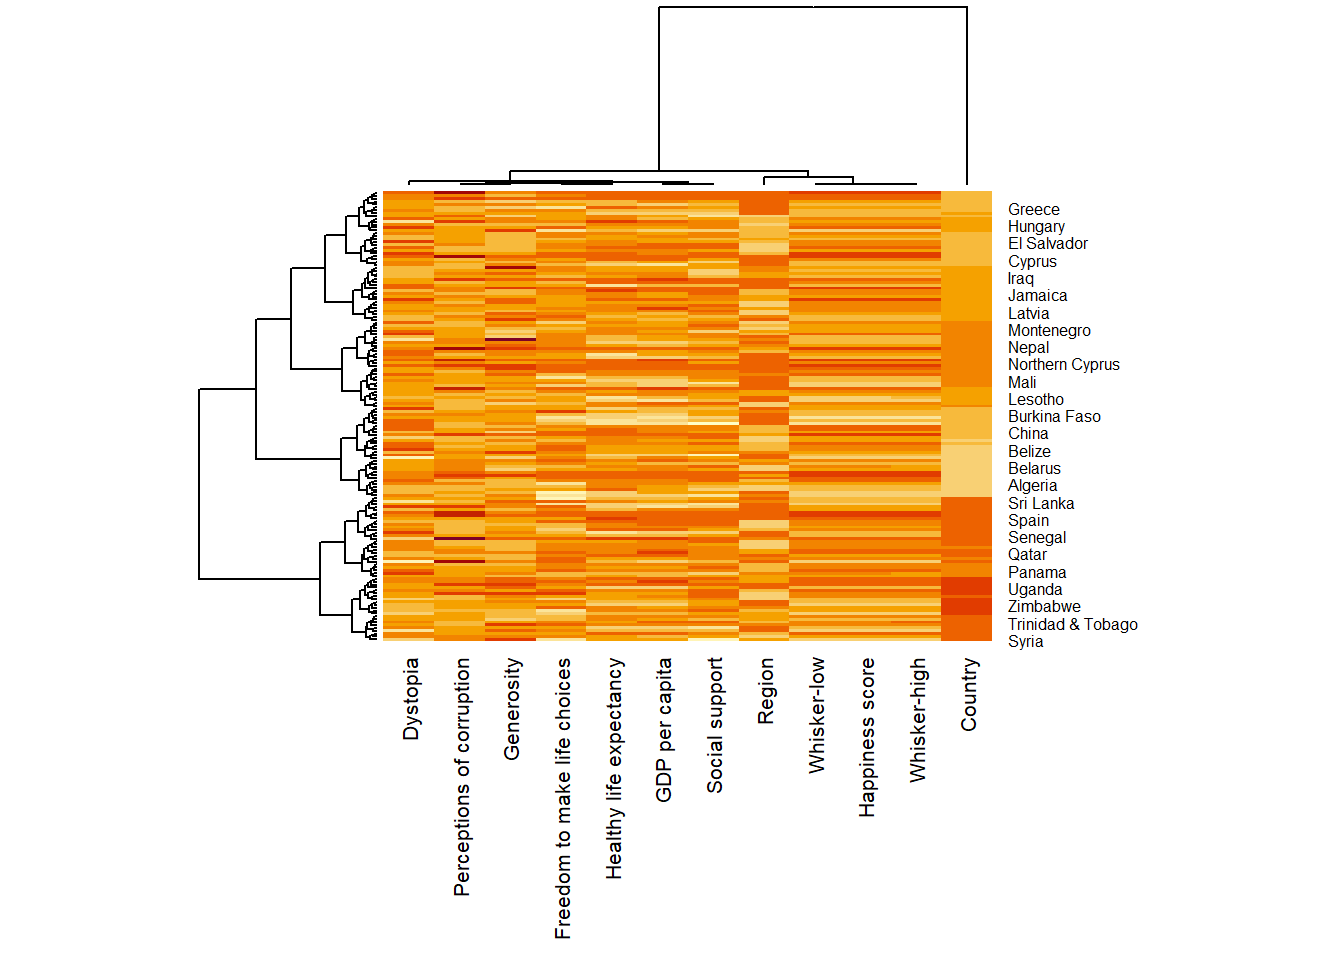 Greece
Hungary
El Salvador
Cyprus
Iraq
Jamaica
Latvia
Montenegro
Nepal
Northern Cyprus
Mali
Lesotho
Burkina Faso
China
Belize
Belarus
Algeria
Sri Lanka
Spain
Senegal
Qatar
Panama
Uganda
Zimbabwe
Trinidad & Tobago
Syria
Dystopia
Perceptions of corruption
Generosity
Freedom to make life choices
Healthy life expectancy
GDP per capita
Social support
Region
Whisker-low
Happiness score
Whisker-high
Country